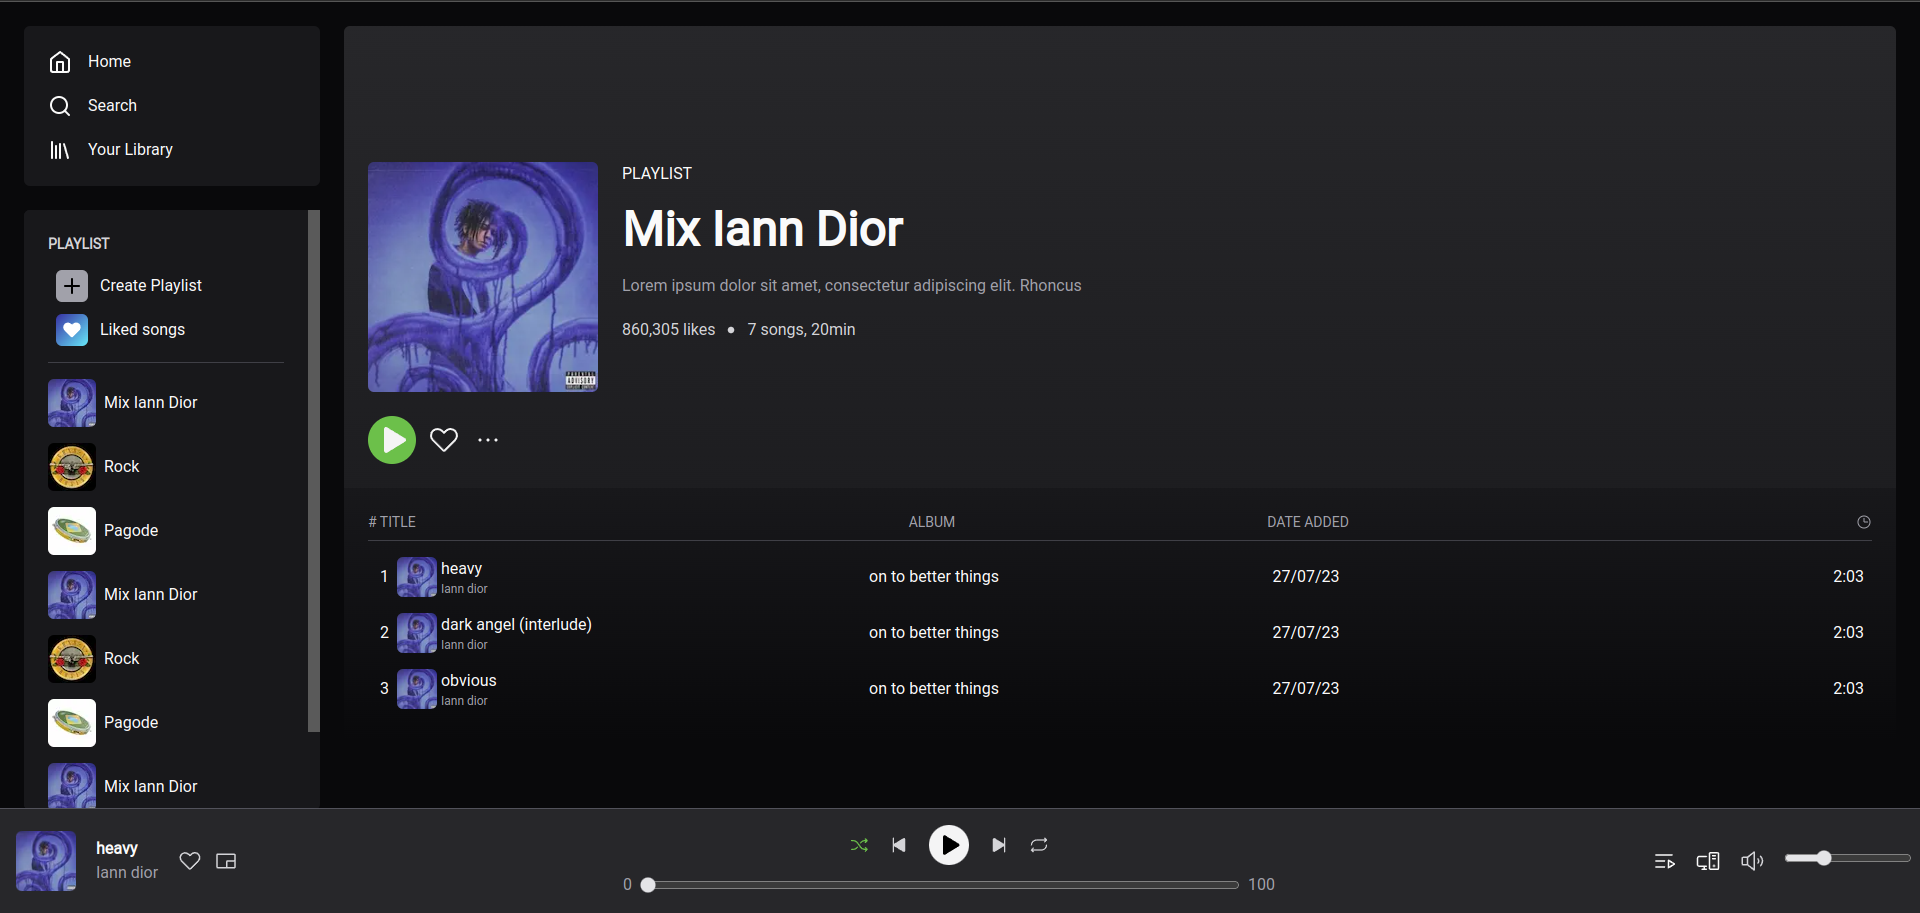 Home
Search
Your Library
PLAYLIST
Create Playlist
Liked songs
Mix Iann Dior
Rock
Pagode
Mix Iann Dior
Rock
Pagode
Mix Iann Dior
PLAYLIST
Mix Iann Dior
Lorem ipsum dolor sit amet, consectetur adipiscing elit. Rhoncus
860,305 likes ● 7 songs, 20min
PARENTAL
ADVISORY
# TITLE ALBUM DATE ADDED
1 heavy on to better things 27/07/23 2:03
Iann dior
2 dark angel (interlude) on to better things 27/07/23 2:03
Iann dior
3 obvious on to better things 27/07/23 2:03
Iann dior
heavy
Iann dior
0 100